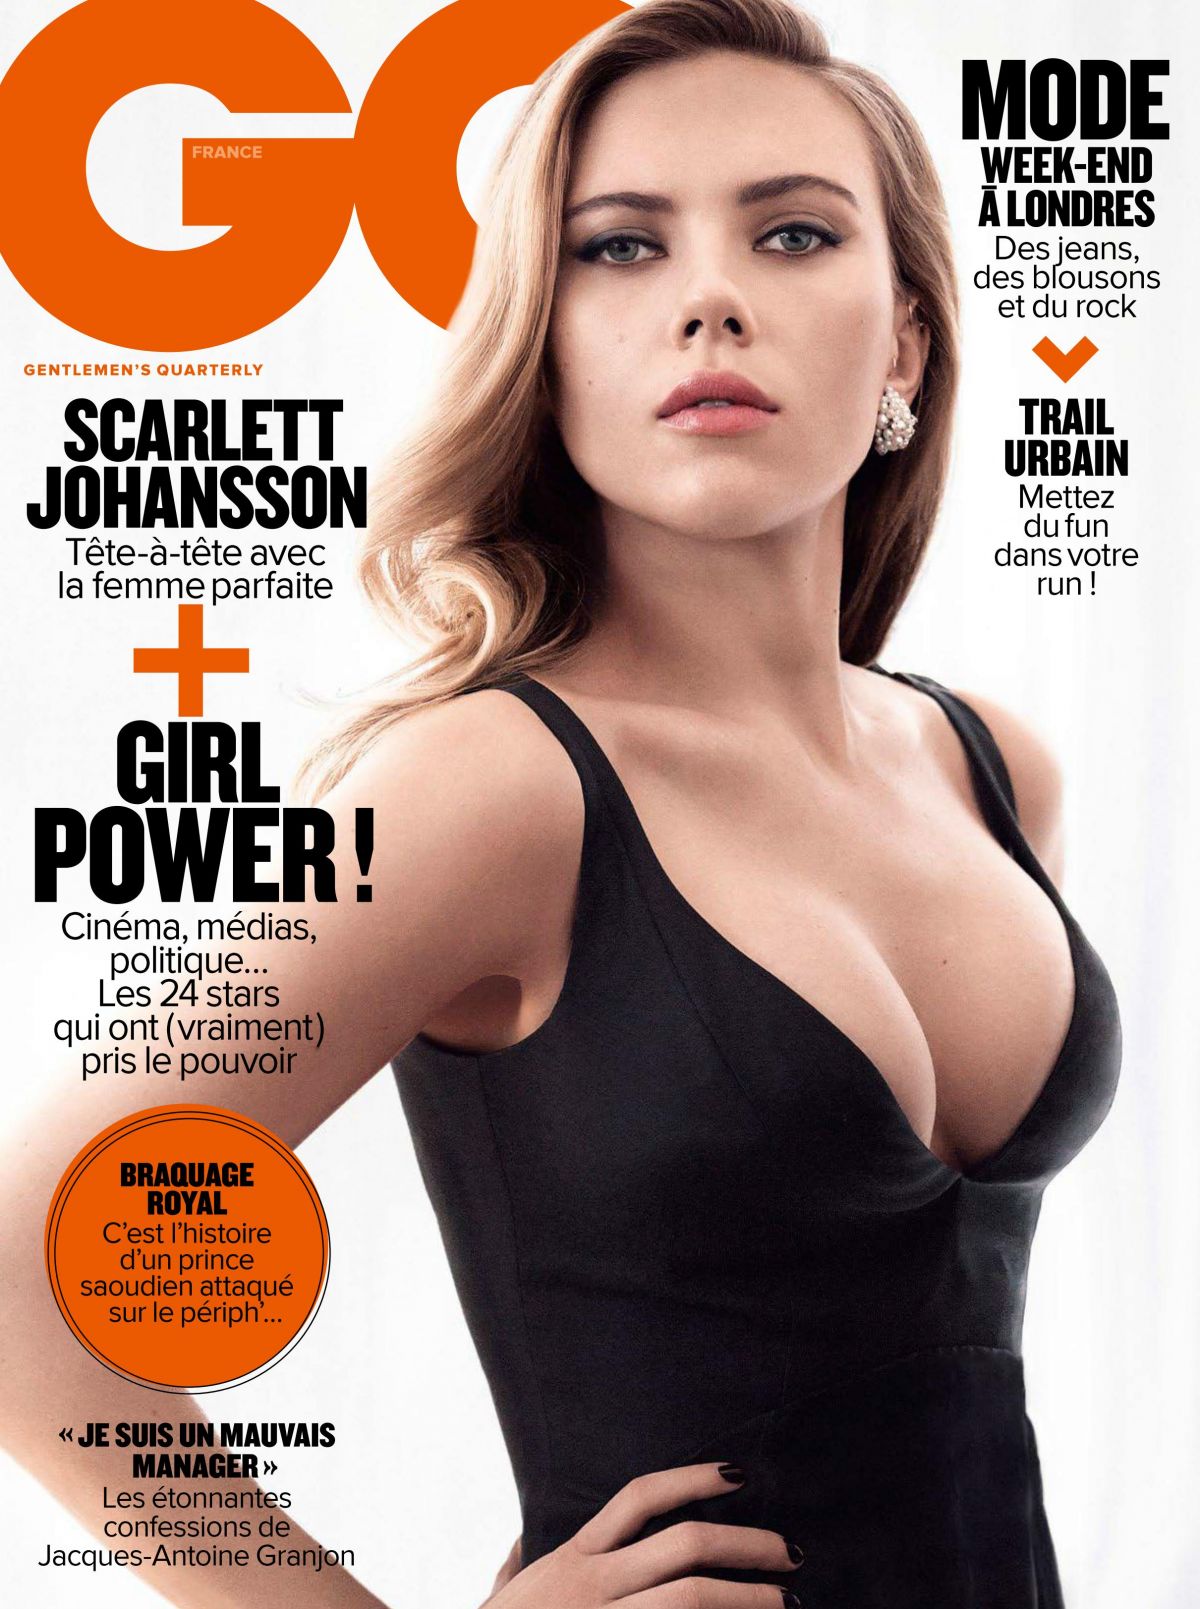 GQ
FRANCE
GENTLEMEN'S QUARTERLY
SCARLETT
JOHANSSON
Tête-à-tête avec
la femme parfaite
+
GIRL
POWER !
Cinéma, médias,
politique...
Les 24 stars
qui ont (vraiment)
pris le pouvoir
BRAQUAGE
ROYAL
C'est l'histoire
d'un prince
saoudien attaqué
sur le périph'...
« JE SUIS UN MAUVAIS
MANAGER »
Les étonnantes
confessions de
Jacques-Antoine Granjon
MODE
WEEK-END
À LONDRES
Des jeans,
des blousons
et du rock
TRAIL
URBAIN
Mettez
du fun
dans votre
run !